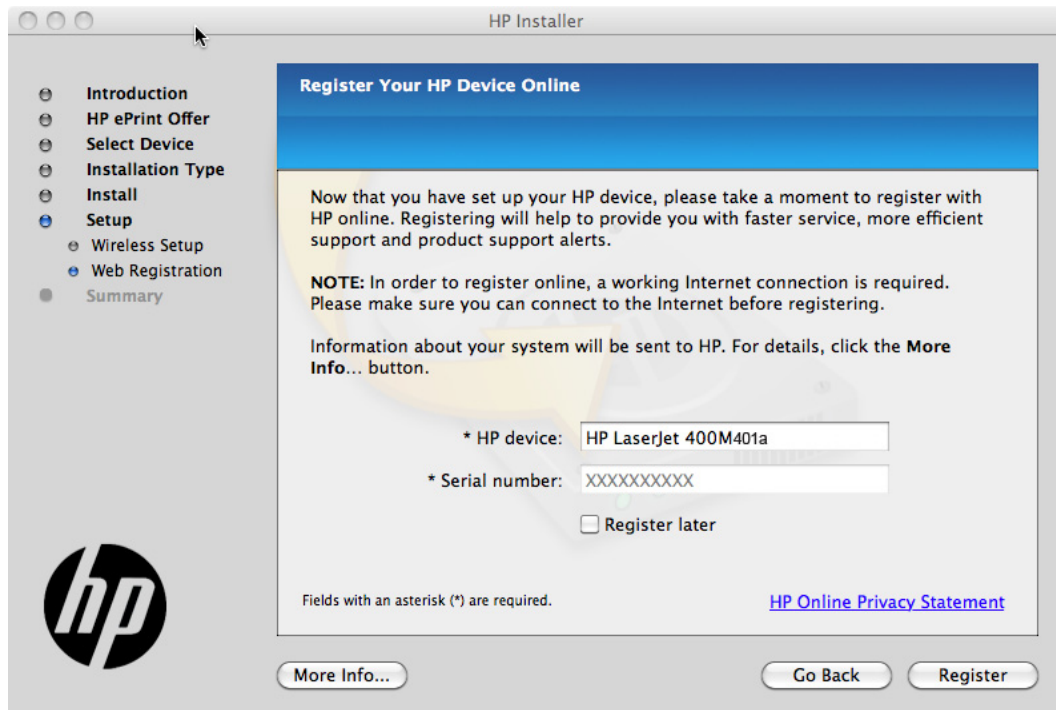 HP Installer
Introduction
HP ePrint Offer
Select Device
Installation Type
Install
Setup
Wireless Setup
Web Registration
Summary
Register Your HP Device Online
Now that you have set up your HP device, please take a moment to register with
HP online. Registering will help to provide you with faster service, more efficient
support and product support alerts.
NOTE: In order to register online, a working Internet connection is required.
Please make sure you can connect to the Internet before registering.
Information about your system will be sent to HP. For details, click the More
Info... button.
* HP device: HP LaserJet 400M401a
* Serial number: XXXXXXXXXX
Register later
Fields with an asterisk (*) are required.
HP Online Privacy Statement
hp
More Info...
Go Back
Register